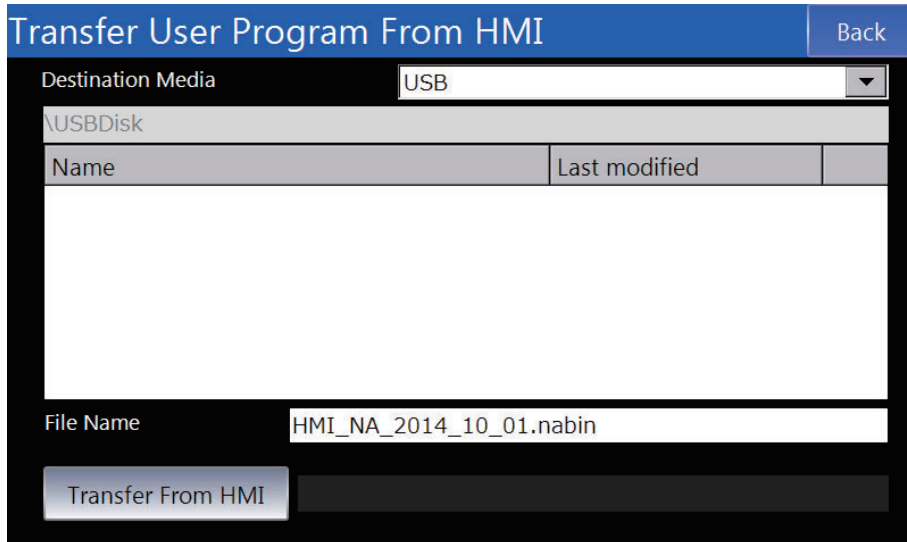 Transfer User Program From HMI Back
Destination Media USB
\USBDisk
Name Last modified
File Name HMI_NA_2014_10_01.nabin
Transfer From HMI